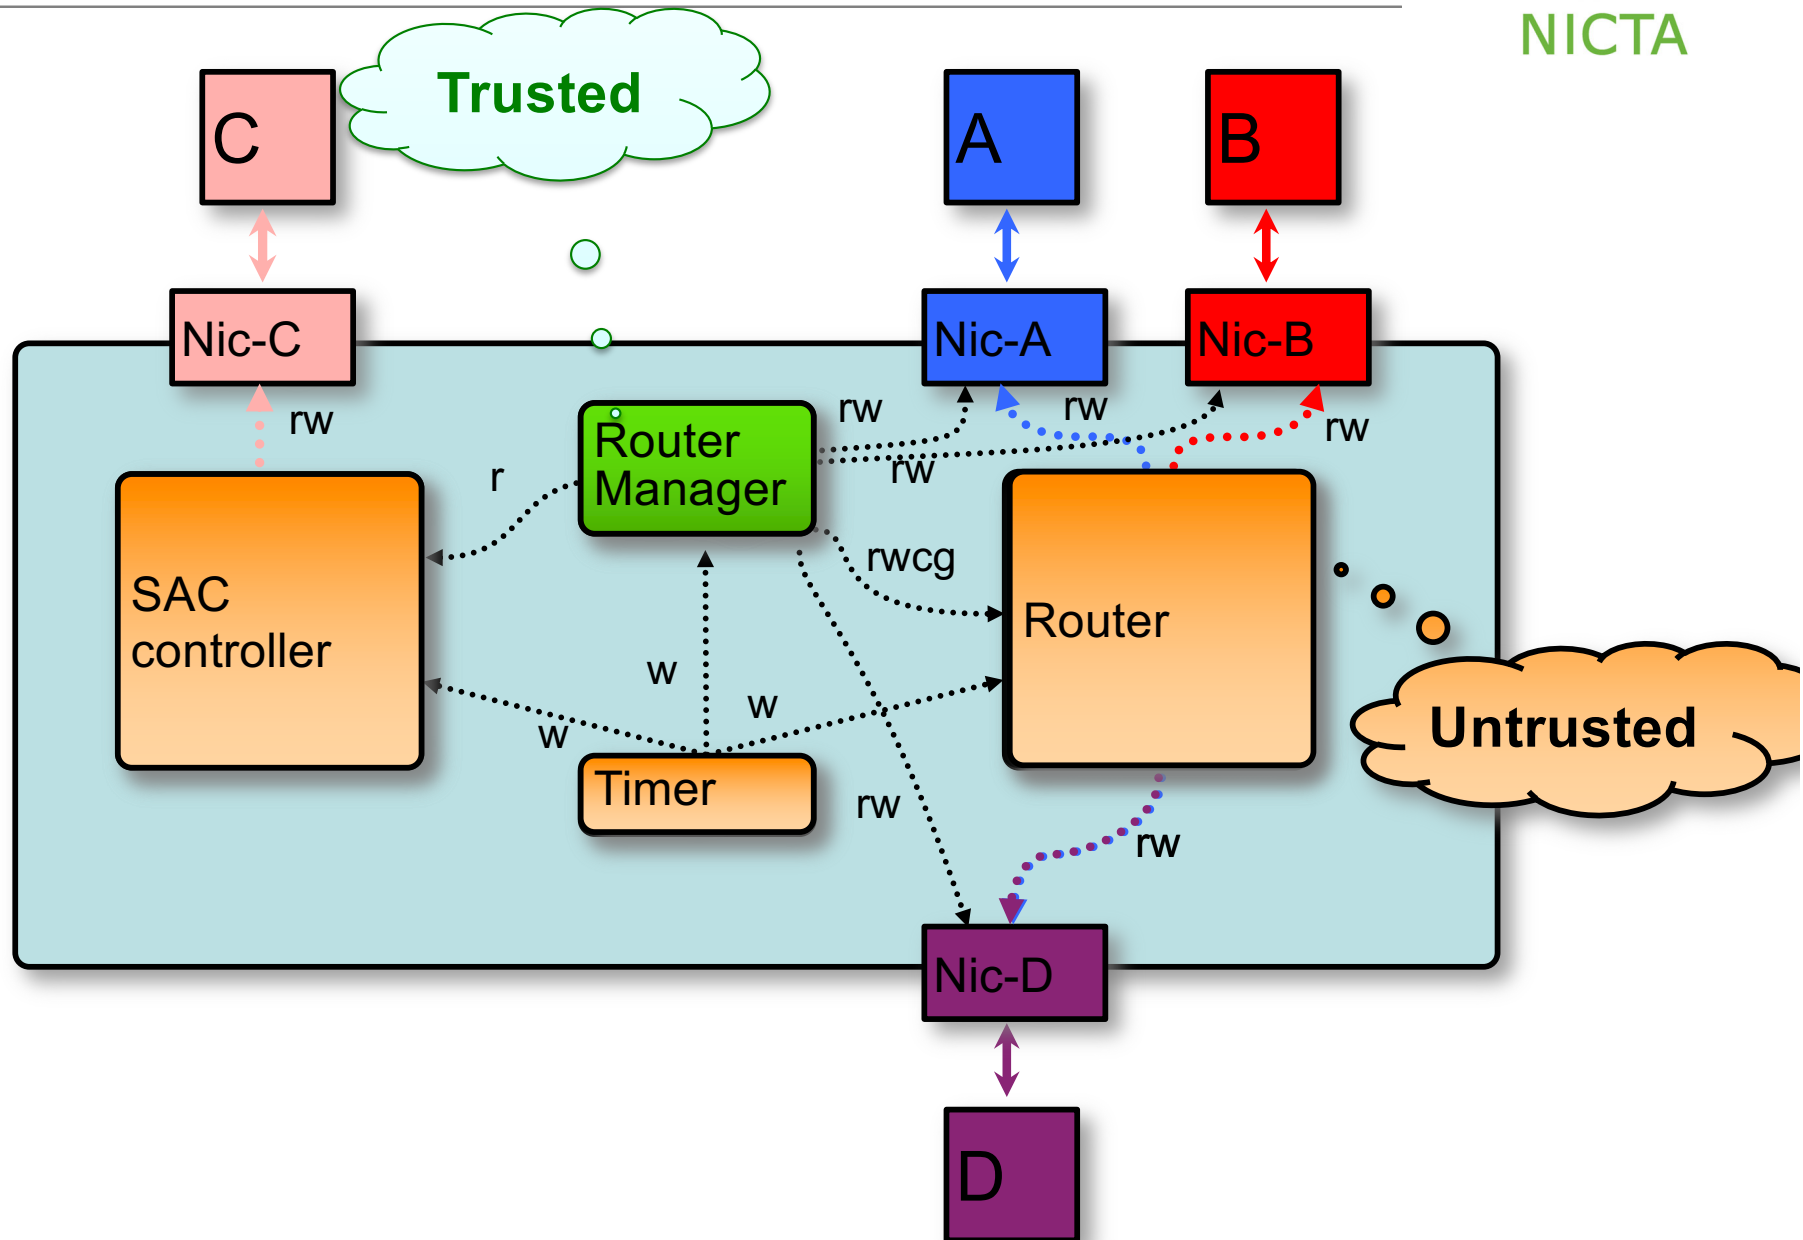 NICTA
Trusted
C
A
B
Nic-C
Nic-A
Nic-B
rw
rw
rw
rw
rw
Router
Manager
r
rwcg
SAC
controller
Router
w
w
w
Untrusted
Timer
rw
rw
Nic-D
D